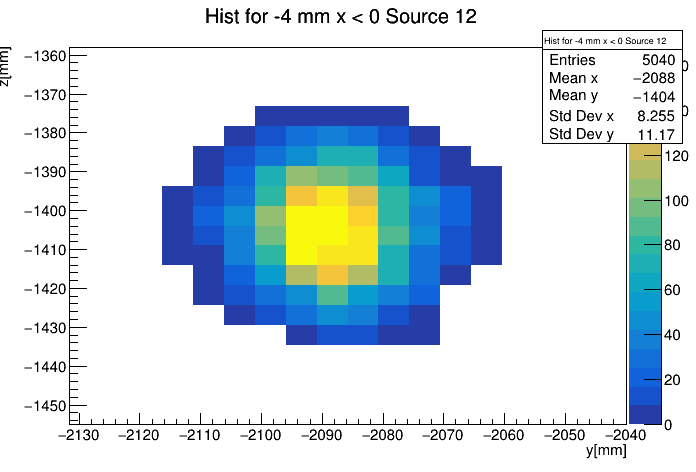 Hist for -4 mm x < 0 Source 12
Hist for -4 mm x < 0 Source 12
Entries 5040
Mean x −2088
Mean y −1404
Std Dev x 8.255
Std Dev y 11.17
z[mm]
−1360
−1370
−1380
−1390
−1400
−1410
−1420
−1430
−1440
−1450
120
100
80
60
40
20
0
−2130 −2120 −2110 −2100 −2090 −2080 −2070 −2060 −2050 −2040
y[mm]